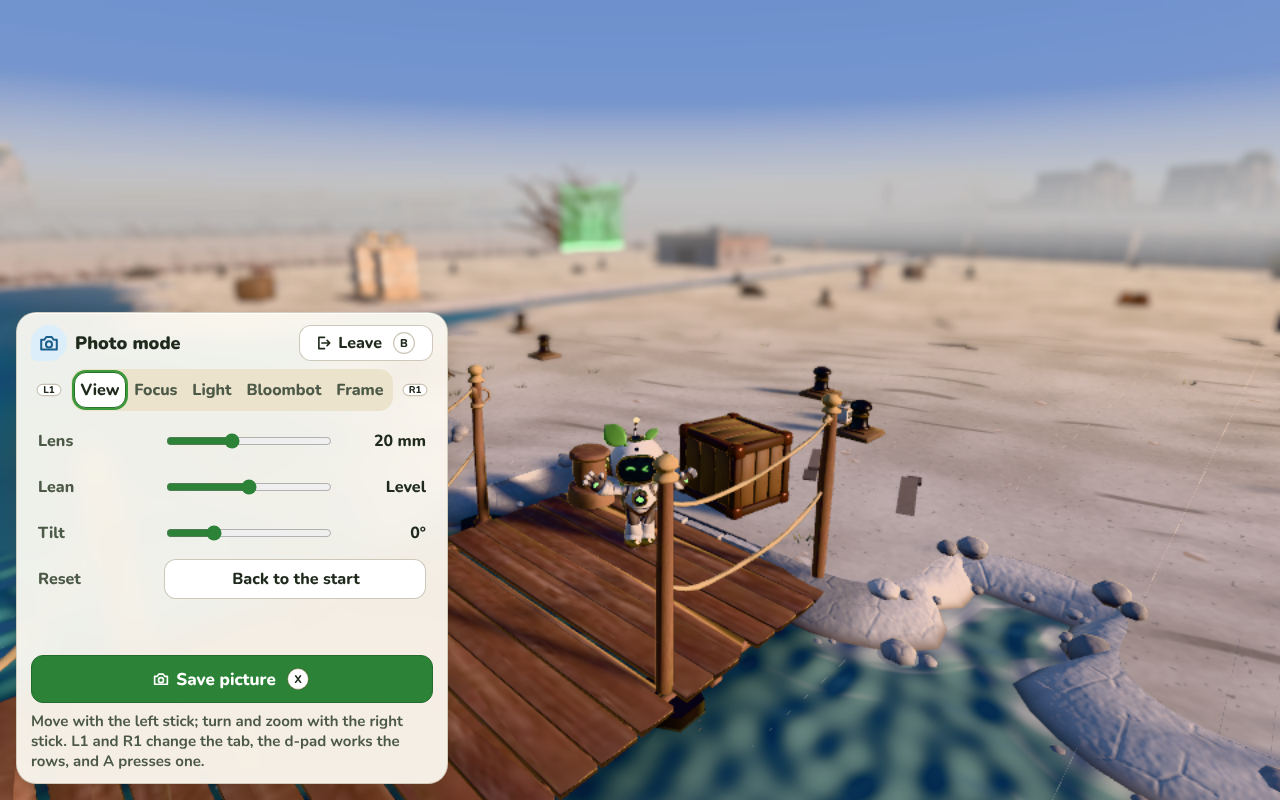 Photo mode
Leave B
L1 View Focus Light Bloombot Frame R1
Lens 20 mm
Lean Level
Tilt 0°
Reset Back to the start
Save picture X
Move with the left stick; turn and zoom with the right
stick. L1 and R1 change the tab, the d-pad works the
rows, and A presses one.